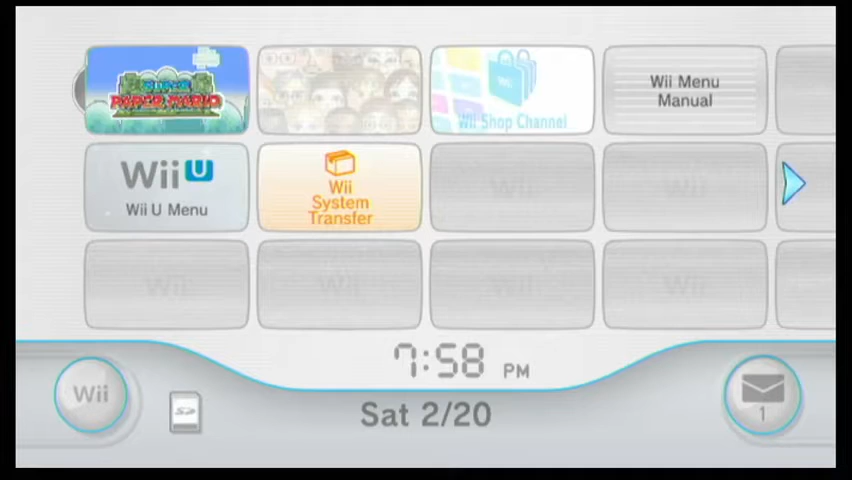 SUPER
PAPER MARIO
Wii
Wii Shop Channel
Wii Menu
Manual
Wii U
Wii U Menu
Wii
System
Transfer
Wii
Wii
Wii
Wii
Wii
Wii
7:58 PM
Wii
SD
Sat 2/20
1